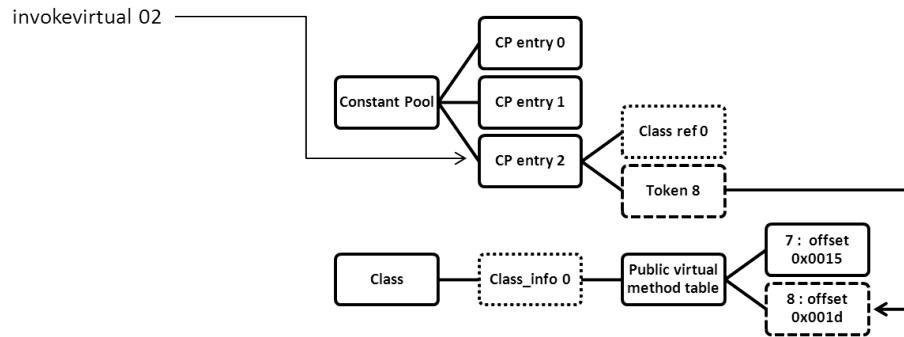 invokevirtual 02
CP entry 0
Constant Pool
CP entry 1
CP entry 2
Class ref 0
Token 8
Class
Class_info 0
Public virtual
method table
7 : offset
0x0015
8 : offset
0x001d